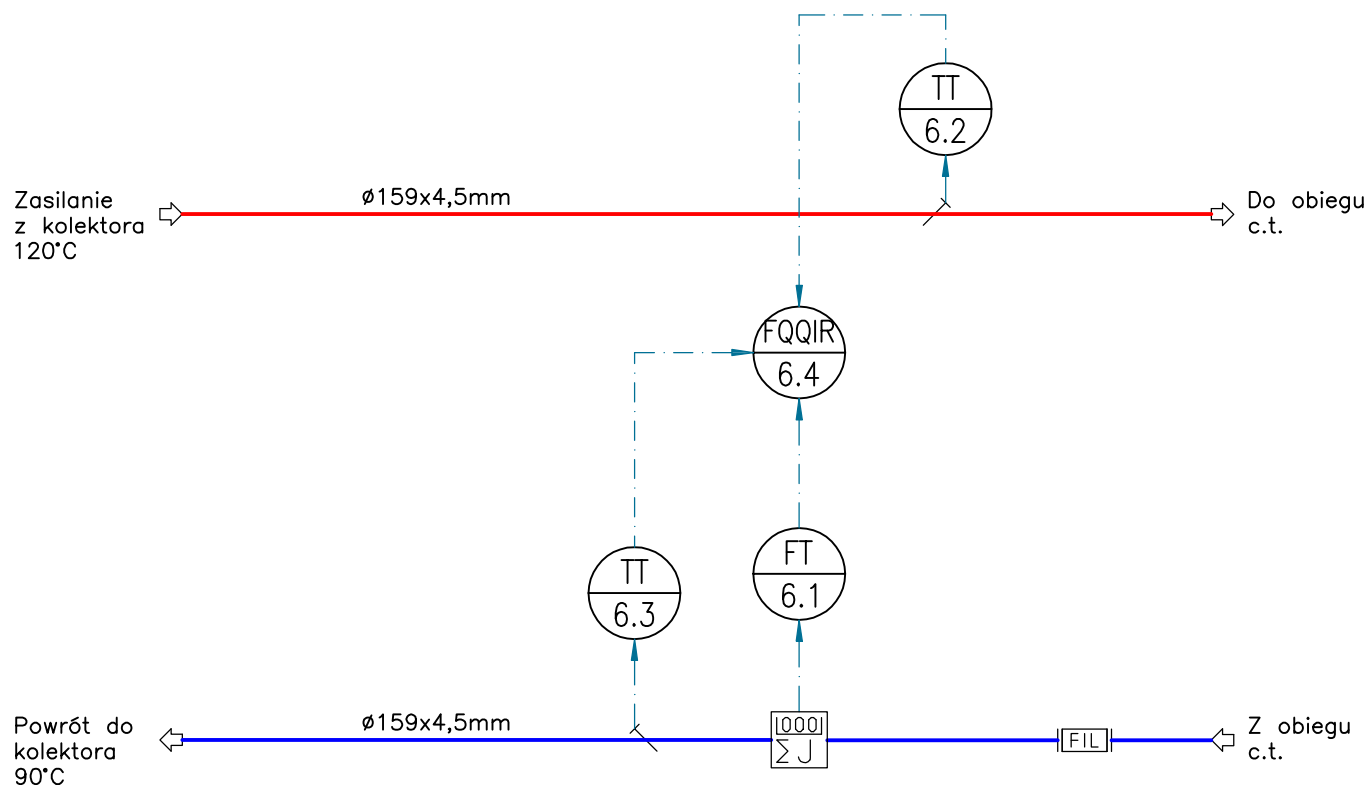 TT
6.2
Zasilanie
z kolektora
120°C
ø159x4,5mm
Do obiegu
c.t.
FQQIR
6.4
TT
6.3
FT
6.1
Powrót do
kolektora
90°C
ø159x4,5mm
000
Σ J
FIL
Z obiegu
c.t.